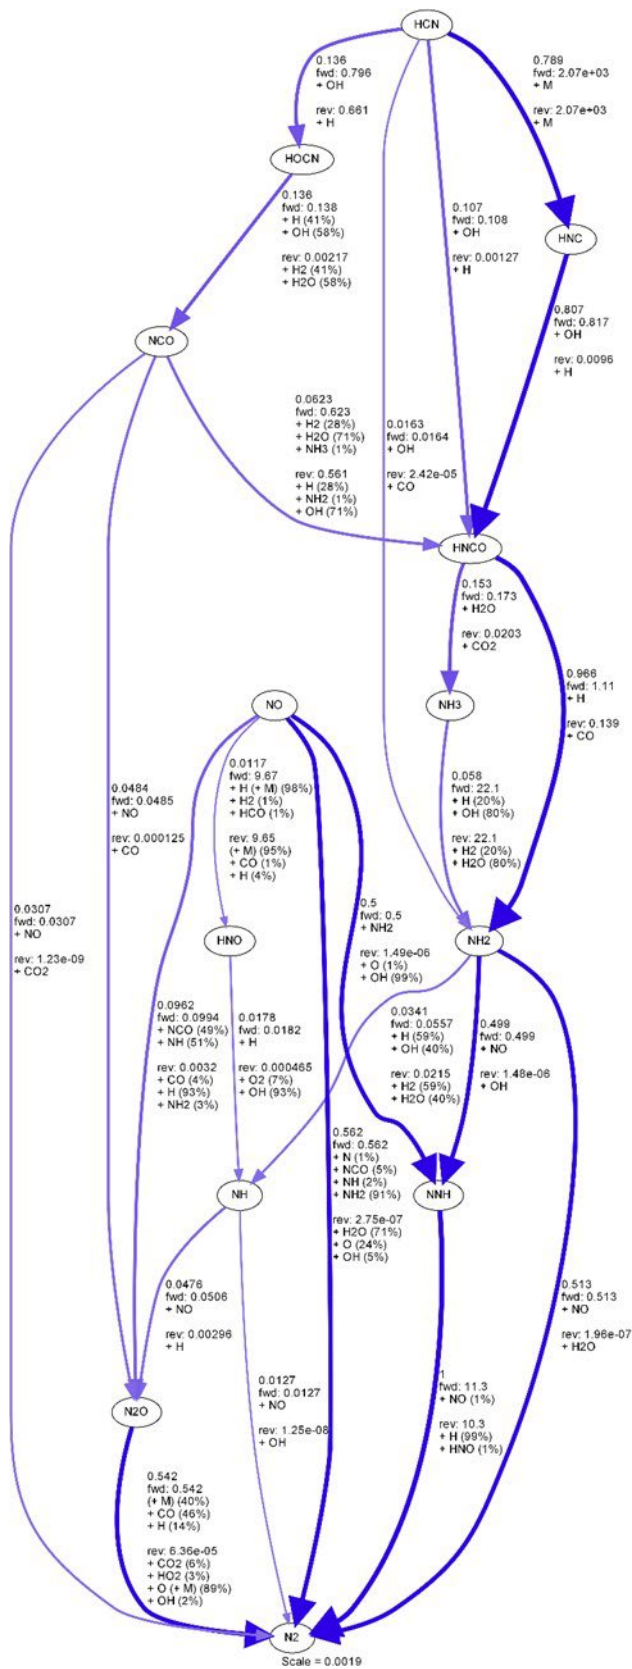 HCN
0.136
fwd: 0.796
+ OH
rev: 0.661
+ H
0.789
fwd: 2.07e+03
+ M
rev: 2.07e+03
+ M
HOCN
0.136
fwd: 0.138
+ H (41%)
+ OH (58%)
rev: 0.00217
+ H2 (41%)
+ H2O (58%)
0.107
fwd: 0.108
+ OH
rev: 0.00127
+ H
HNC
0.807
fwd: 0.817
+ OH
rev: 0.0096
+ H
NCO
0.0623
fwd: 0.623
+ H2 (28%)
+ H2O (71%)
+ NH3 (1%)
rev: 0.561
+ H (28%)
+ NH2 (1%)
+ OH (71%)
0.0163
fwd: 0.0164
+ OH
rev: 2.42e-05
+ CO
HNCO
0.153
fwd: 0.173
+ H2O
rev: 0.0203
+ CO2
0.966
fwd: 1.11
+ H
rev: 0.139
+ CO
NO
NH3
0.0117
fwd: 9.67
+ H (+ M) (98%)
+ H2 (1%)
+ HCO (1%)
rev: 9.65
(+ M) (95%)
+ CO (1%)
+ H (4%)
0.058
fwd: 22.1
+ H (20%)
+ OH (80%)
rev: 22.1
+ H2 (20%)
+ H2O (80%)
0.0484
fwd: 0.0485
+ NO
rev: 0.000125
+ CO
0.0307
fwd: 0.0307
+ NO
rev: 1.23e-09
+ CO2
0.5
fwd: 0.5
+ NH2
rev: 1.49e-06
+ O (1%)
+ OH (99%)
HNO
NH2
0.0962
fwd: 0.0994
+ NCO (49%)
+ NH (51%)
rev: 0.0032
+ CO (4%)
+ H (93%)
+ NH2 (3%)
0.0178
fwd: 0.0182
+ H
rev: 0.000465
+ O2 (7%)
+ OH (93%)
0.0341
fwd: 0.0557
+ H (59%)
+ OH (40%)
rev: 0.0215
+ H2 (59%)
+ H2O (40%)
0.499
fwd: 0.499
+ NO
rev: 1.48e-06
+ OH
0.562
fwd: 0.562
+ N (1%)
+ NCO (5%)
+ NH (2%)
+ NH2 (91%)
rev: 2.75e-07
+ H2O (71%)
+ O (24%)
+ OH (5%)
NH
NNH
0.0476
fwd: 0.0506
+ NO
rev: 0.00296
+ H
0.513
fwd: 0.513
+ NO
rev: 1.96e-07
+ H2O
0.0127
fwd: 0.0127
+ NO
rev: 1.25e-08
+ OH
1
fwd: 11.3
+ NO (1%)
rev: 10.3
+ H (99%)
+ HNO (1%)
N2O
0.542
fwd: 0.542
(+ M) (40%)
+ CO (46%)
+ H (14%)
rev: 6.36e-05
+ CO2 (6%)
+ HO2 (3%)
+ O (+ M) (89%)
+ OH (2%)
N2
Scale = 0.0019